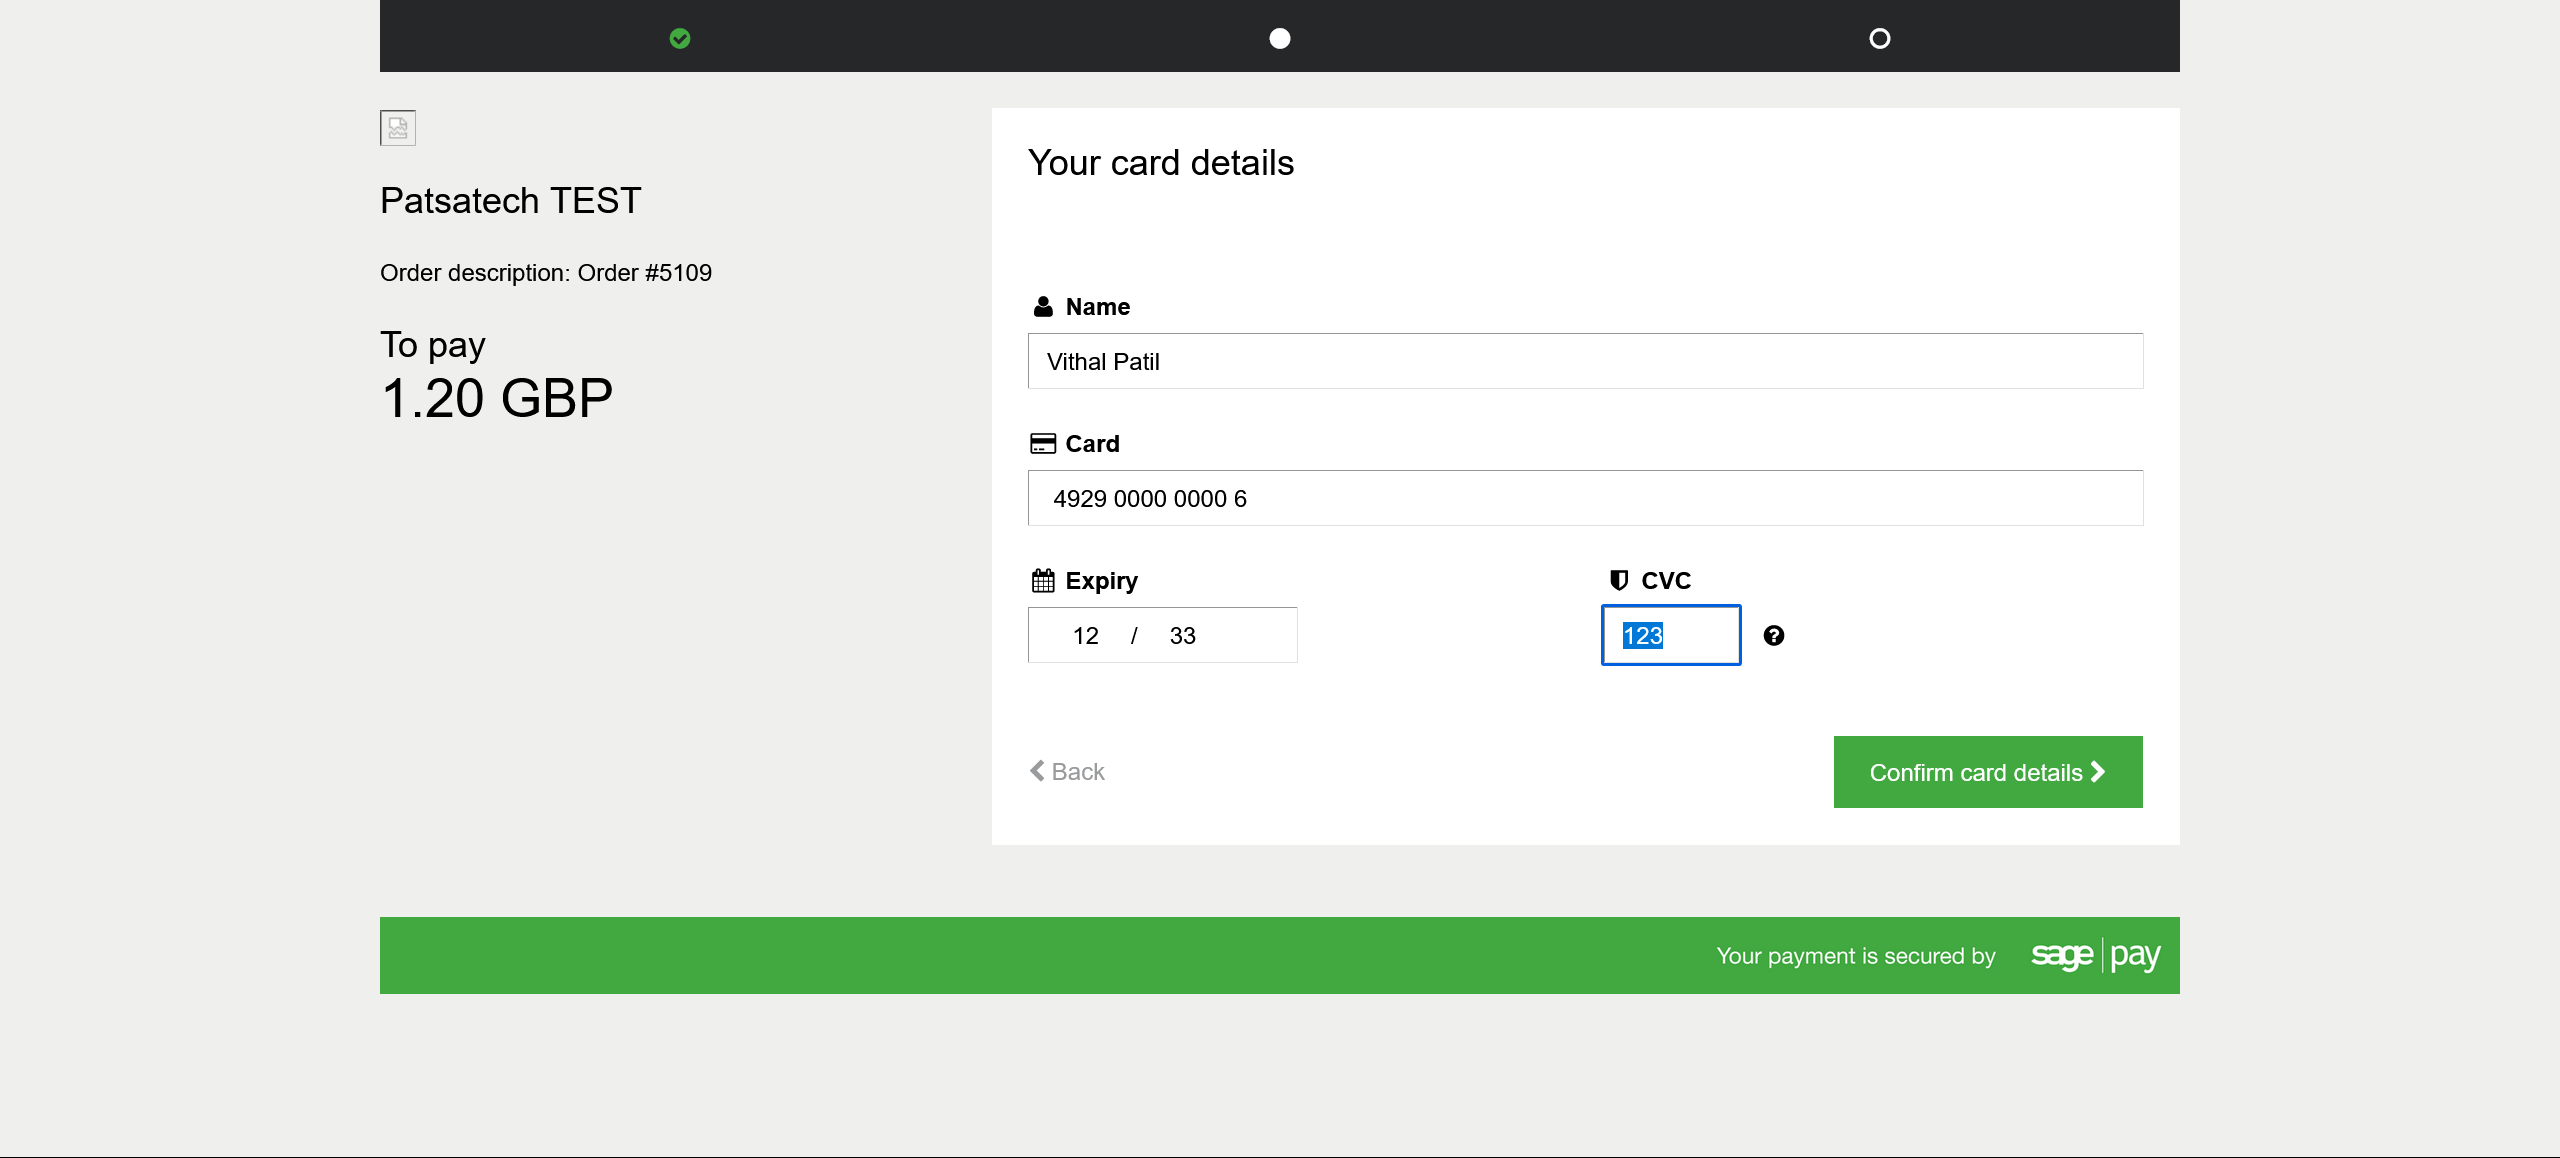 Patsatech TEST
Order description: Order #5109
To pay
1.20 GBP
Your card details
Name
Vithal Patil
Card
4929 0000 0000 6
Expiry
12 / 33
CVC
123
Back
Confirm card details
Your payment is secured by sage pay